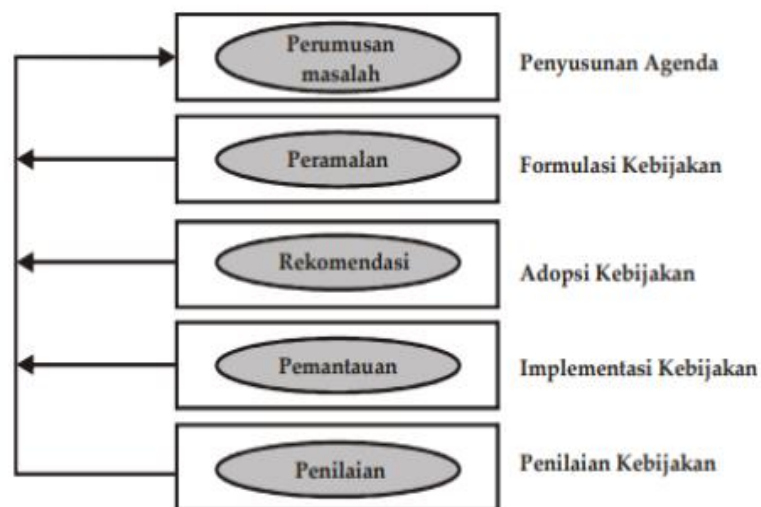 Perumusan
masalah
Penyusunan Agenda
Peramalan
Formulasi Kebijakan
Rekomendasi
Adopsi Kebijakan
Pemantauan
Implementasi Kebijakan
Penilaian
Penilaian Kebijakan